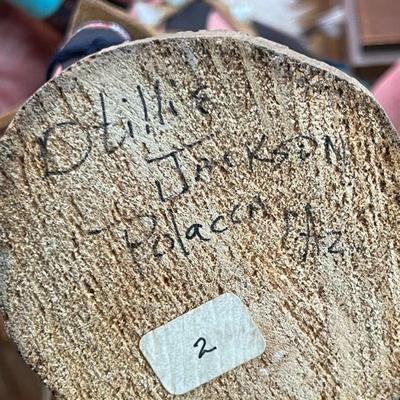 Otillie
JACKSON
Polacca Az
2